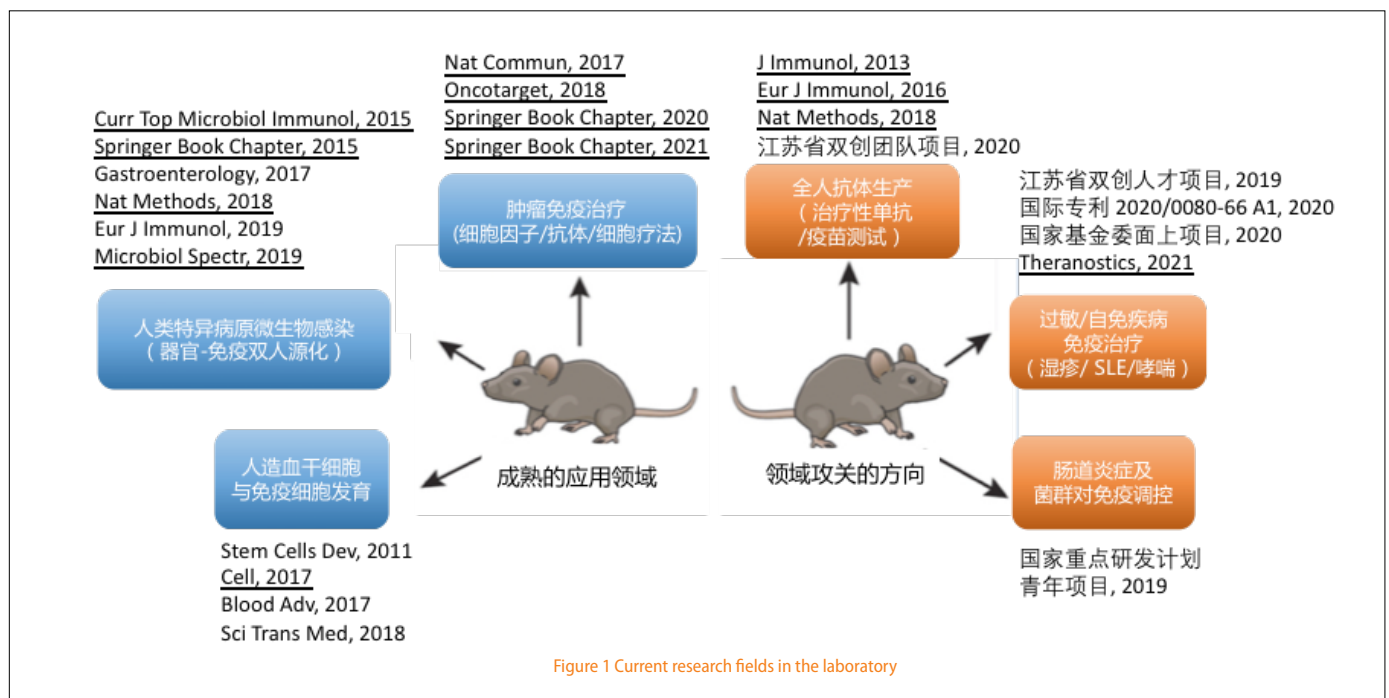 Nat Commun, 2017
Oncotarget, 2018
Springer Book Chapter, 2020
Springer Book Chapter, 2021
J Immunol, 2013
Eur J Immunol, 2016
Nat Methods, 2018
江苏省双创团队项目, 2020
Curr Top Microbiol Immunol, 2015
Springer Book Chapter, 2015
Gastroenterology, 2017
Nat Methods, 2018
Eur J Immunol, 2019
Microbiol Spectr, 2019
江苏省双创人才项目, 2019
国际专利 2020/0080-66 A1, 2020
国家基金委面上项目, 2020
Theranostics, 2021
肿瘤免疫治疗
(细胞因子/抗体/细胞疗法)
全人抗体生产
（治疗性单抗
/疫苗测试）
人类特异病原微生物感染
（器官-免疫双人源化）
过敏/自免疾病
免疫治疗
（湿疹/ SLE/哮喘）
人造血干细胞
与免疫细胞发育
成熟的应用领域
领域攻关的方向
肠道炎症及
菌群对免疫调控
Stem Cells Dev, 2011
Cell, 2017
Blood Adv, 2017
Sci Trans Med, 2018
国家重点研发计划
青年项目, 2019
Figure 1 Current research fields in the laboratory